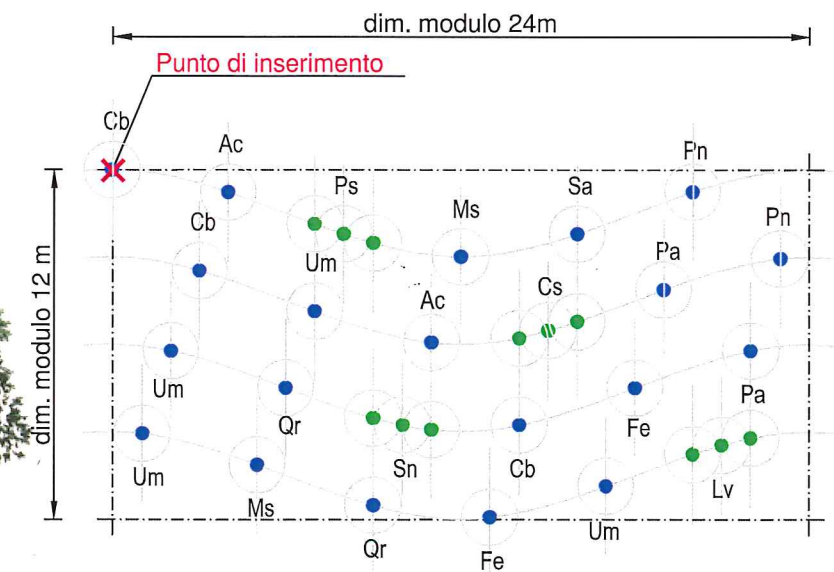 dim. modulo 24m
Punto di inserimento
Cb
Ac
Ps
Ms
Sa
Pn
Cb
Um
Ac
Cs
Pa
Pn
dim. modulo 12 m
Um
Qr
Sn
Cb
Fe
Pa
Um
Ms
Qr
Fe
Um
Lv